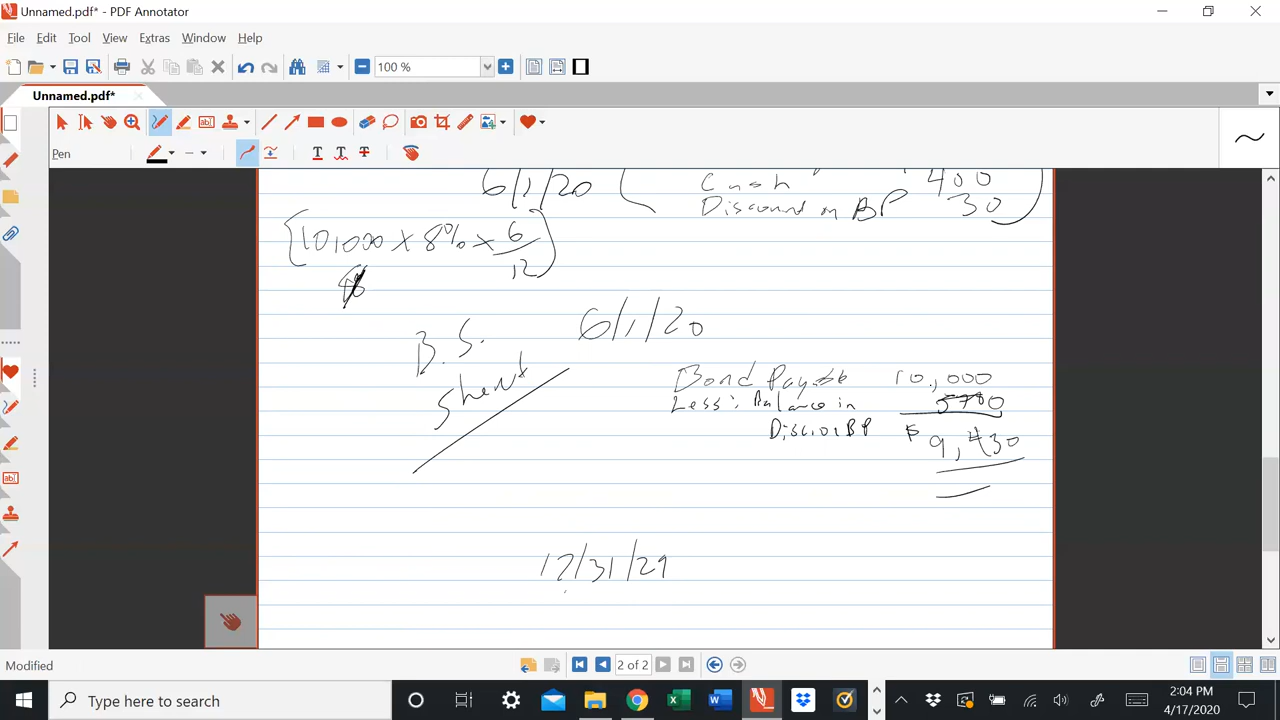 Unnamed.pdf* - PDF Annotator
File Edit Tool View Extras Window Help
100 %
Unnamed.pdf*
Pen
6/1/20
Cash 400
Discound on BP 30
[10,000 x 8% x 6/12]
6/1/20
B.S.
Sheet
Bond Payable 10,000
Less: Balance in
Disc.on BP
$ 9,430
12/31/29
Modified
2 of 2
Type here to search
2:04 PM
4/17/2020